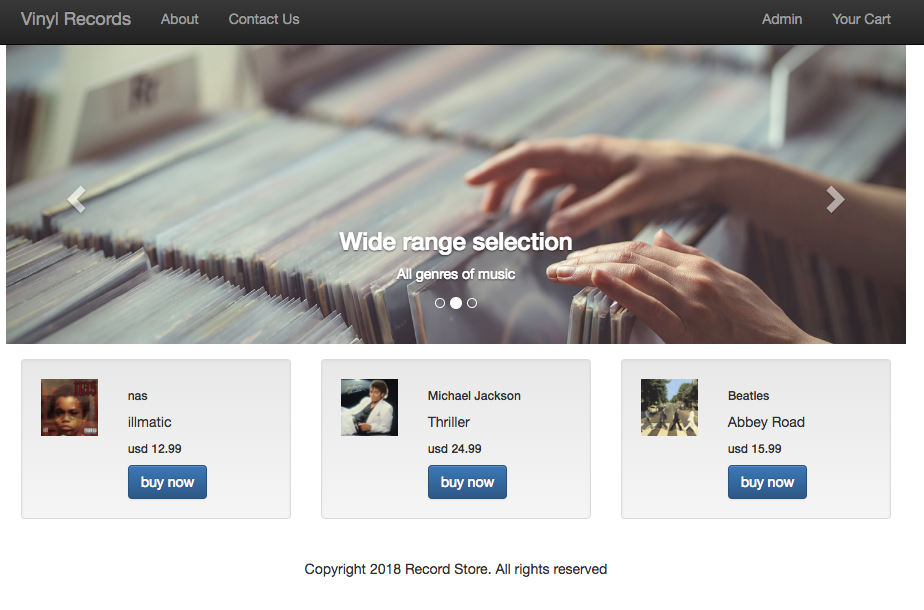 Vinyl Records About Contact Us Admin Your Cart
R
Wide range selection
All genres of music
nas
illmatic
usd 12.99
buy now
Michael Jackson
Thriller
usd 24.99
buy now
Beatles
Abbey Road
usd 15.99
buy now
Copyright 2018 Record Store. All rights reserved